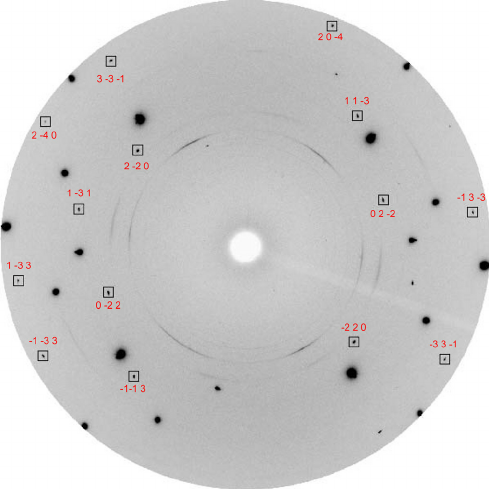 2 0 -4
3 -3 -1
1 1 -3
2 -4 0
2 -2 0
1 -3 1
-1 3 -3
0 2 -2
1 -3 3
0 -2 2
-2 2 0
-1 -3 3
-3 3 -1
-1 -1 3